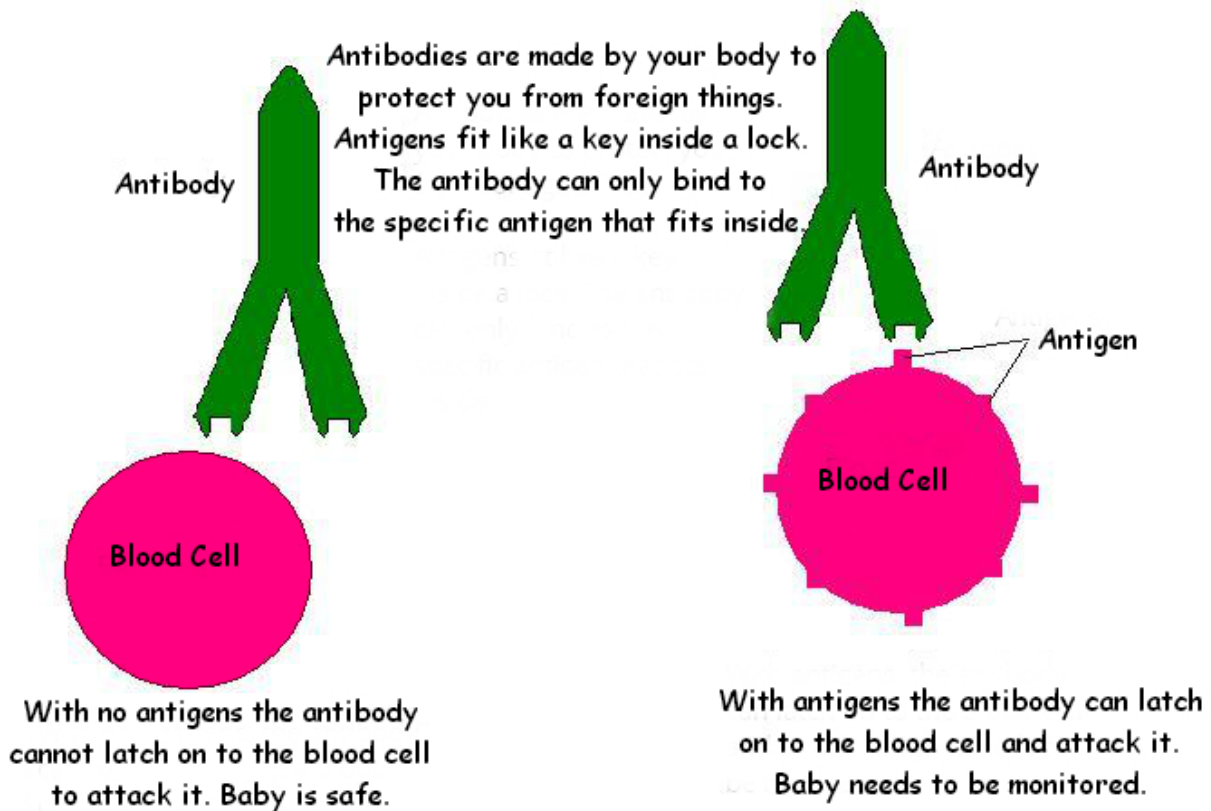 Antibodies are made by your body to
protect you from foreign things.
Antigens fit like a key inside a lock.
The antibody can only bind to
the specific antigen that fits inside.
Antibody
Antibody
Antigen
Blood Cell
Blood Cell
With no antigens the antibody
cannot latch on to the blood cell
to attack it. Baby is safe.
With antigens the antibody can latch
on to the blood cell and attack it.
Baby needs to be monitored.